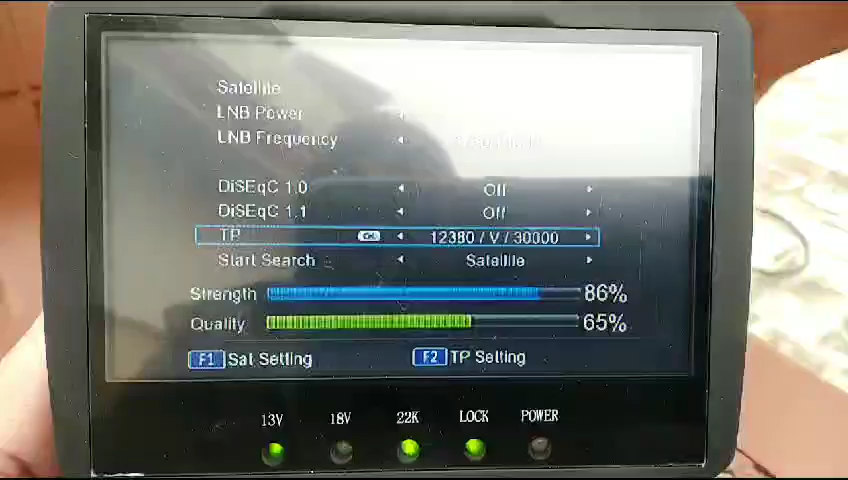 Satellite
LNB Power
LNB Frequency
DiSEqC 1.0 Off
DiSEqC 1.1 Off
TP OK 12380 / V / 30000
Start Search Satellite
Strength 86%
Quality 65%
F1 Sat Setting F2 TP Setting
13V 18V 22K LOCK POWER